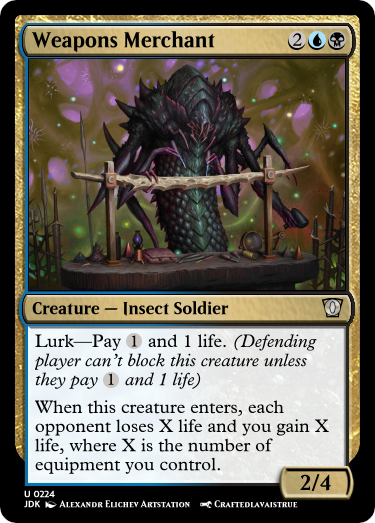 Weapons Merchant 2
Creature — Insect Soldier
Lurk—Pay 1 and 1 life. (Defending
player can't block this creature unless
they pay 1 and 1 life)
When this creature enters, each
opponent loses X life and you gain X
life, where X is the number of
equipment you control.
2/4
U 0224
JDK Alexandr Elichev Artstation Craftedlavaistrue